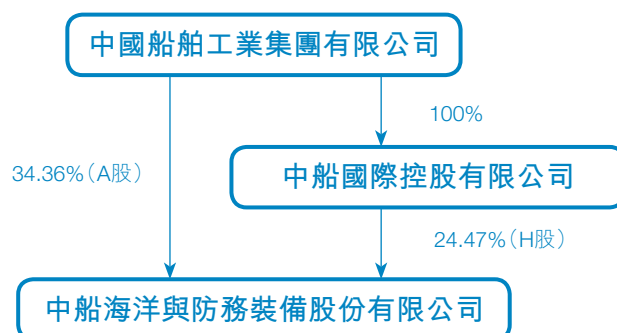 中國船舶工業集團有限公司
100%
34.36%(A股)
中船國際控股有限公司
24.47%(H股)
中船海洋與防務裝備股份有限公司